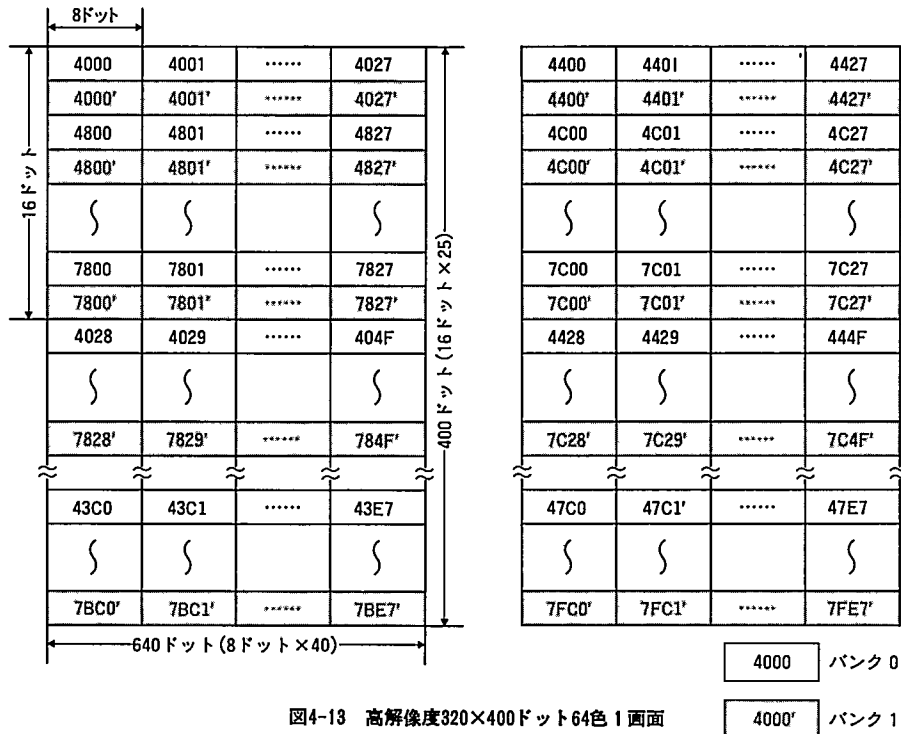 8ドット
16ドット
4000 4001 …… 4027
4000' 4001' …… 4027'
4800 4801 …… 4827
4800' 4801' …… 4827'
7800 7801 …… 7827
7800' 7801' …… 7827'
4028 4029 …… 404F
7828' 7829' …… 784F'
43C0 43C1 …… 43E7
7BC0' 7BC1' …… 7BE7'
400ドット(16ドット×25)
640ドット(8ドット×40)
4400 4401 …… 4427
4400' 4401' …… 4427'
4C00 4C01 …… 4C27
4C00' 4C01' …… 4C27'
7C00 7C01 …… 7C27
7C00' 7C01' …… 7C27'
4428 4429 …… 444F
7C28' 7C29' …… 7C4F'
47C0 47C1' …… 47E7
7FC0' 7FC1' …… 7FE7'
4000 バンク0
4000' バンク1
図4-13 高解像度320×400ドット64色1画面